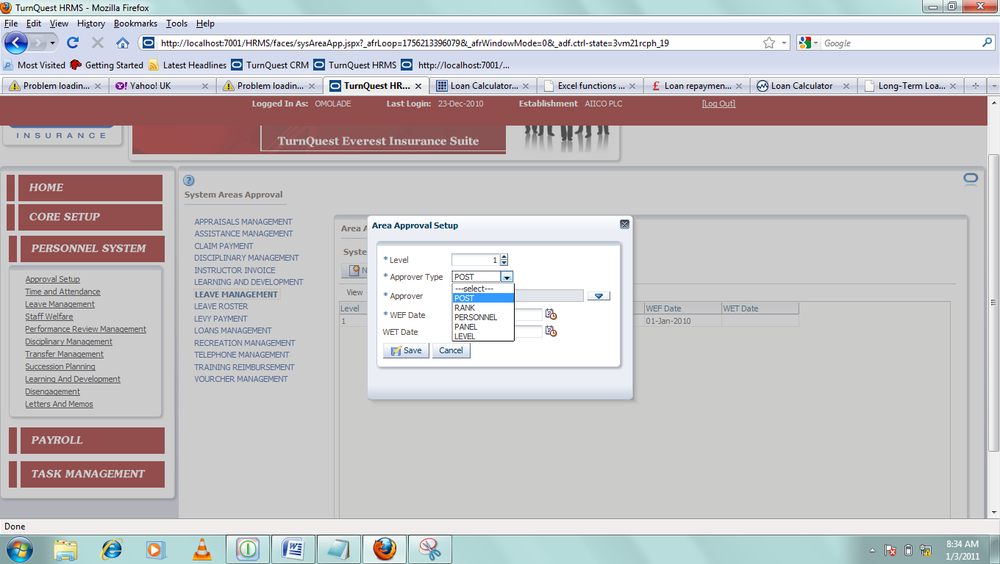 TurnQuest HRMS - Mozilla Firefox
File Edit View History Bookmarks Tools Help
http://localhost:7001/HRMS/faces/sysAreaApp.jspx?_afrLoop=1756213396079&_afrWindowMode=0&_adf.ctrl-state=3vm21rcph_19
Google
Most Visited Getting Started Latest Headlines TurnQuest CRM TurnQuest HRMS http://localhost:7001/...
Problem loadin... Yahoo! UK Problem loadin... TurnQuest HR... Loan Calculator... Excel functions ... Loan repaymen... Loan Calculator Long-Term Loa...
Logged In As: OMOLADE Last Login: 23-Dec-2010 Establishment AIICO PLC [Log Out]
INSURANCE
TurnQuest Everest Insurance Suite
HOME
CORE SETUP
PERSONNEL SYSTEM
Approval Setup
Time and Attendance
Leave Management
Staff Welfare
Performance Review Management
Disciplinary Management
Transfer Management
Succession Planning
Learning And Development
Disengagement
Letters And Memos
PAYROLL
TASK MANAGEMENT
System Areas Approval
APPRAISALS MANAGEMENT
ASSISTANCE MANAGEMENT
CLAIM PAYMENT
DISCIPLINARY MANAGEMENT
INSTRUCTOR INVOICE
LEARNING AND DEVELOPMENT
LEAVE MANAGEMENT
LEAVE ROSTER
LEVY PAYMENT
LOANS MANAGEMENT
RECREATION MANAGEMENT
TELEPHONE MANAGEMENT
TRAINING REIMBURSEMENT
VOURCHER MANAGEMENT
Area A
Syste
N
View
Level WEF Date WET Date
1 01-Jan-2010
Area Approval Setup
* Level 1
* Approver Type POST
---select---
POST
RANK
PERSONNEL
PANEL
LEVEL
* Approver
* WEF Date
WET Date
Save Cancel
Done
8:34 AM
1/3/2011